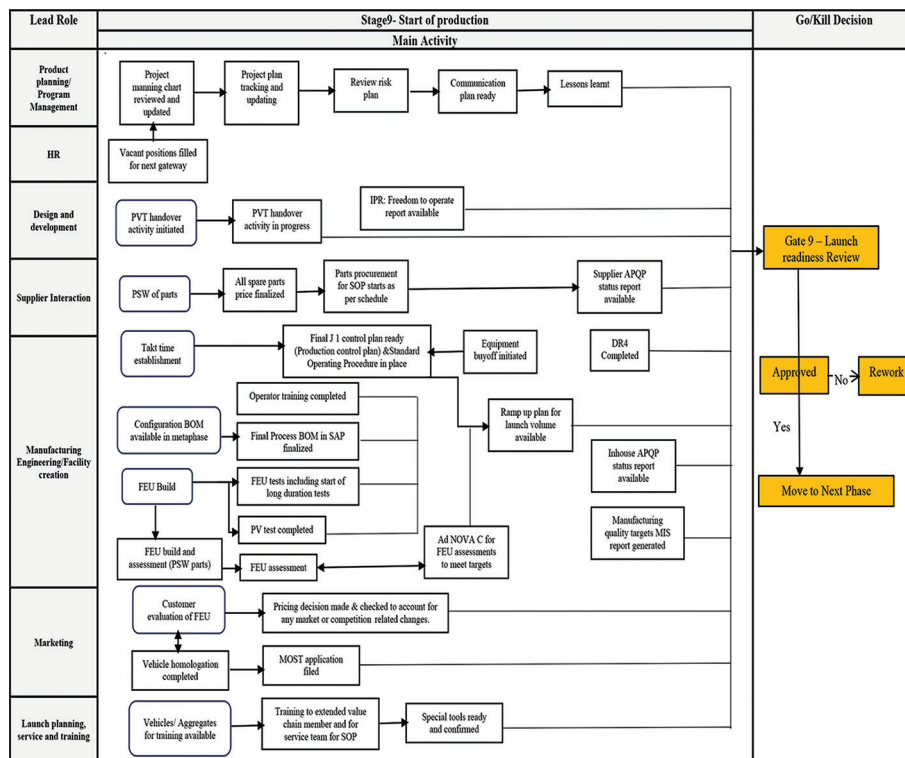 Lead Role
Stage9- Start of production
Go/Kill Decision
Main Activity
Product
planning/
Program
Management
Project
manning chart
reviewed and
updated
Project plan
tracking and
updating
Review risk
plan
Communication
plan ready
Lessons learnt
HR
Vacant positions filled
for next gateway
Design and
development
PVT handover
activity initiated
PVT handover
activity in progress
IPR: Freedom to operate
report available
Gate 9 – Launch
readiness Review
Supplier Interaction
PSW of parts
All spare parts
price finalized
Parts procurement
for SOP starts as
per schedule
Supplier APQP
status report
available
Manufacturing
Engineering/Facility
creation
Takt time
establishment
Final J 1 control plan ready
(Production control plan) &Standard
Operating Procedure in place
Equipment
buyoff initiated
DR4
Completed
Approved
No
Rework
Operator training completed
Configuration BOM
available in metaphase
Final Process BOM in SAP
finalized
Ramp up plan for
launch volume
available
Yes
Inhouse APQP
status report
available
FEU Build
FEU tests including start of
long duration tests
Move to Next Phase
PV test completed
Manufacturing
quality targets MIS
report generated
FEU build and
assessment (PSW parts)
FEU assessment
Ad NOVA C for
FEU assessments
to meet targets
Marketing
Customer
evaluation of FEU
Pricing decision made & checked to account for
any market or competition related changes.
Vehicle homologation
completed
MOST application
filed
Launch planning,
service and training
Vehicles/ Aggregates
for training available
Training to extended value
chain member and for
service team for SOP
Special tools ready
and confirmed